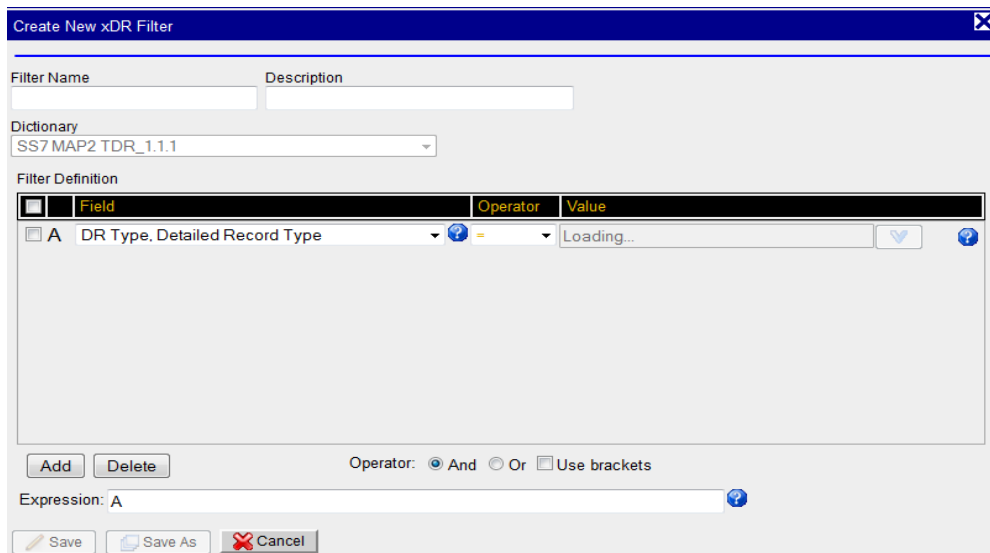 Create New xDR Filter
Filter Name Description
Dictionary
SS7 MAP2 TDR_1.1.1
Filter Definition
Field Operator Value
A DR Type, Detailed Record Type = Loading...
Add Delete Operator: And Or Use brackets
Expression: A
Save Save As Cancel